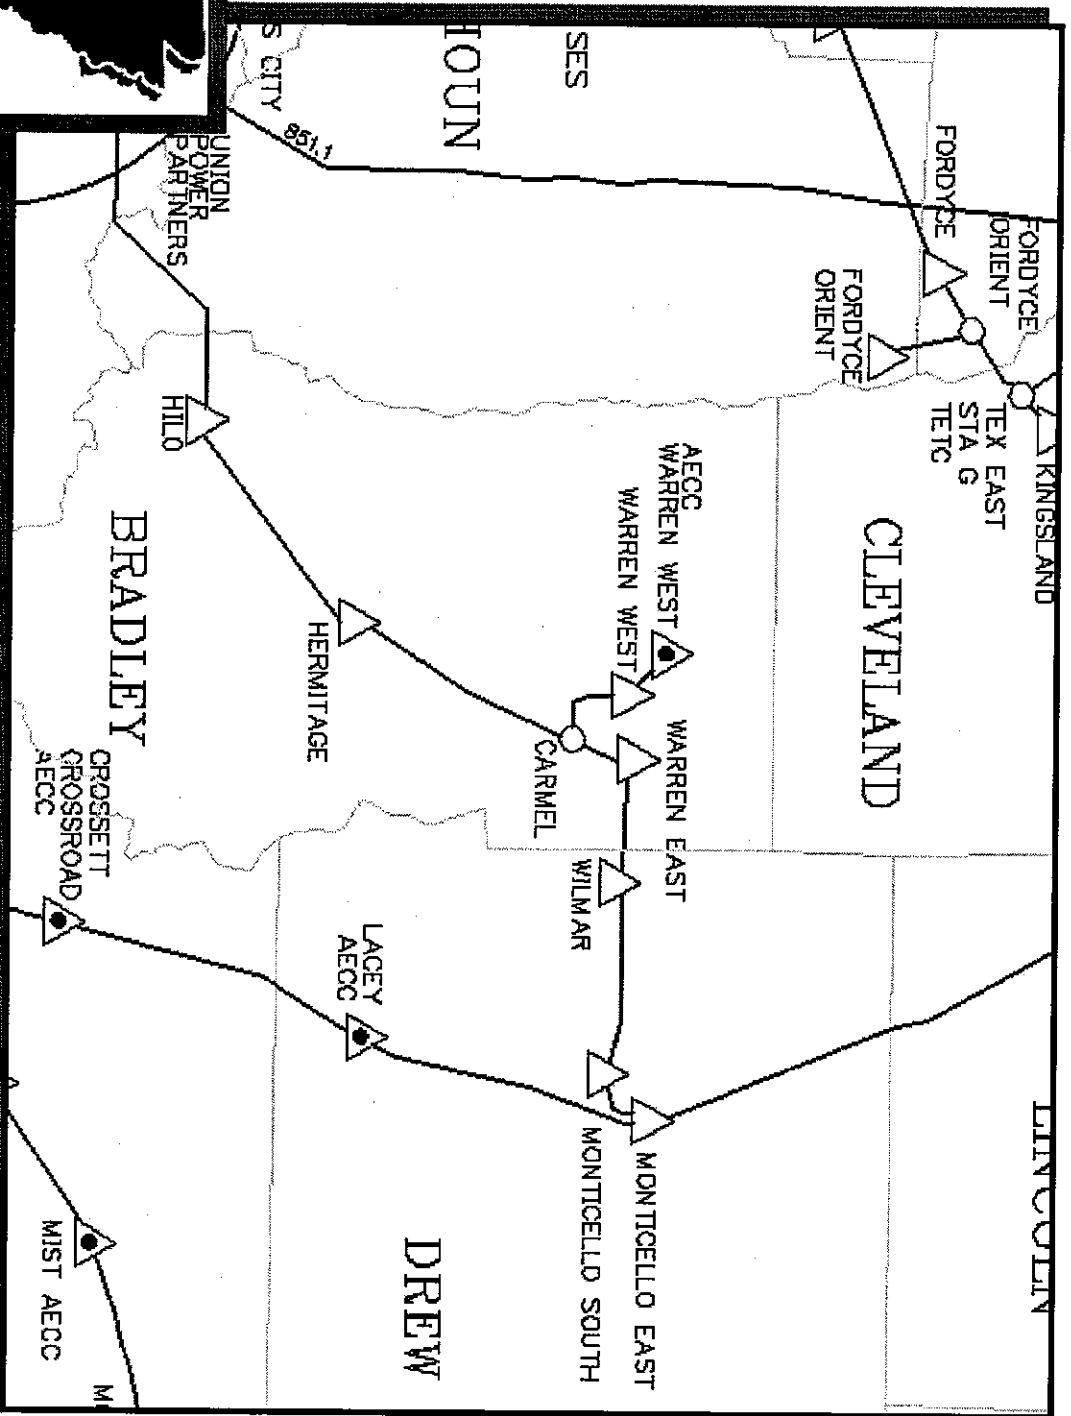 FORDYCE
ORIENT
KINGSLAND
FORDYCE
TEX EAST
STA G
TETC
FORDYCE
ORIENT
CLEVELAND
SES
HOUN
AECC
WARREN WEST
WARREN WEST
WARREN EAST
WILMAR
MONTICELLO EAST
MONTICELLO SOUTH
CARMEL
LINCOLN
DREW
S CITY
851.1
UNION
POWER
PARTNERS
HILO
HERMITAGE
LACEY
AECC
BRADLEY
CROSSETT
CROSSROAD
AECC
MIST AECC